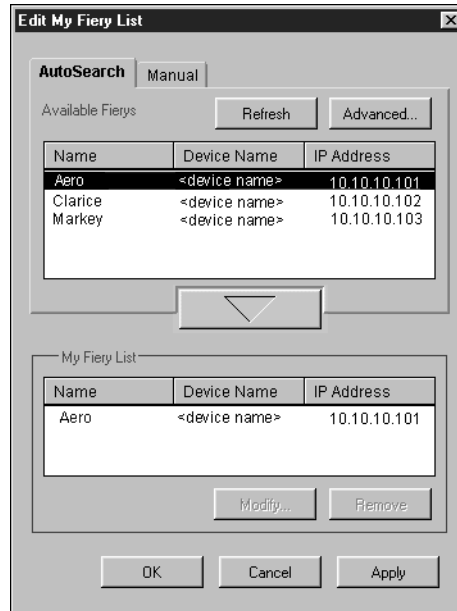 Edit My Fiery List
AutoSearch Manual
Available Fierys Refresh Advanced...
Name Device Name IP Address
Aero <device name> 10.10.10.101
Clarice <device name> 10.10.10.102
Markey <device name> 10.10.10.103
My Fiery List
Name Device Name IP Address
Aero <device name> 10.10.10.101
Modify... Remove
OK Cancel Apply